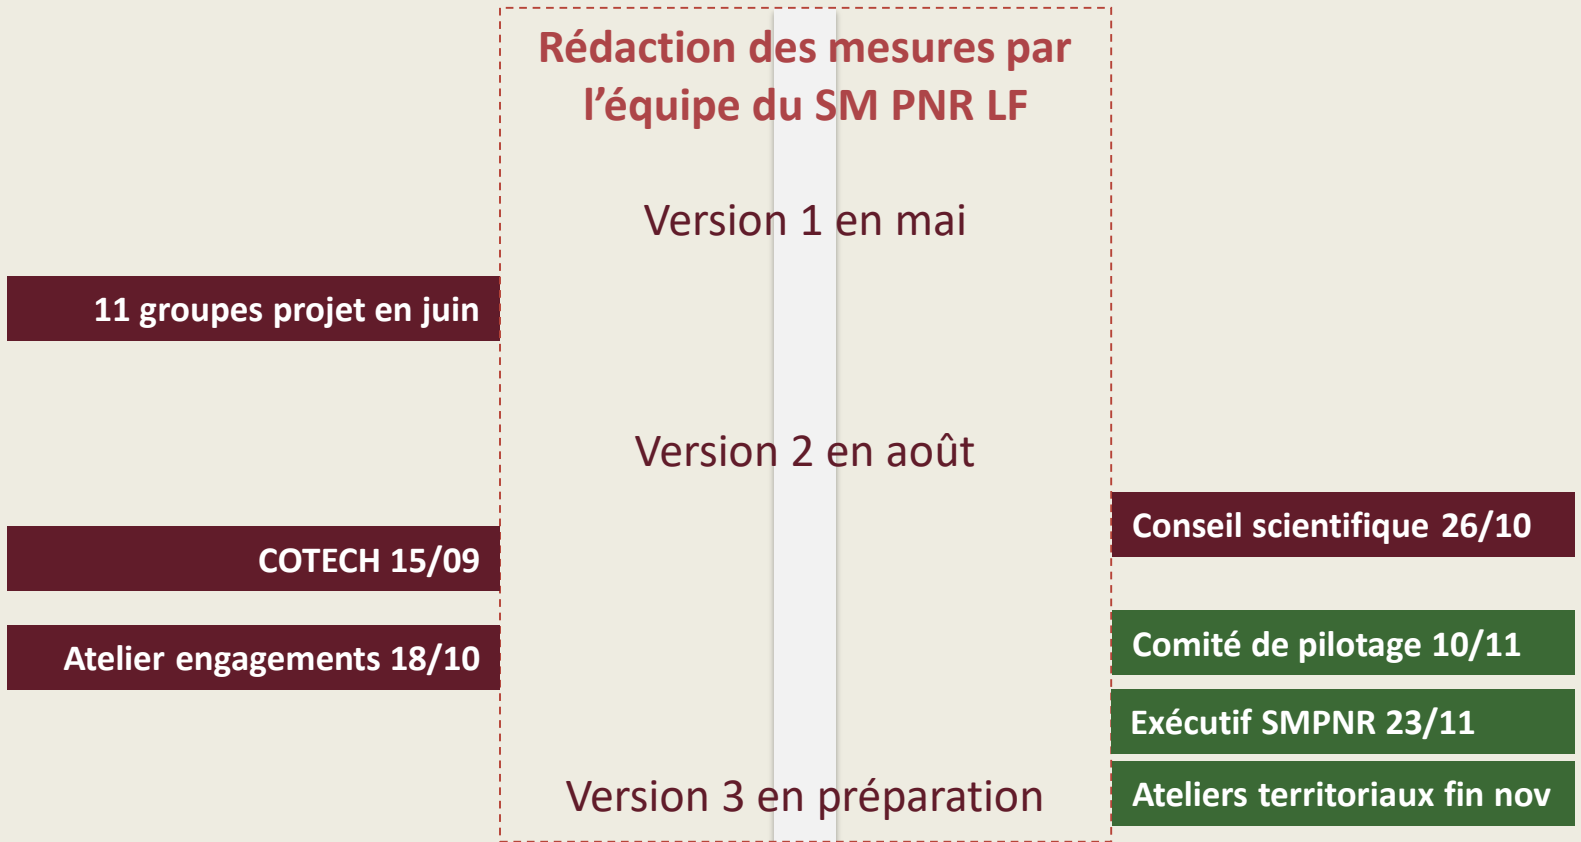 Rédaction des mesures par
l’équipe du SM PNR LF
Version 1 en mai
11 groupes projet en juin
Version 2 en août
Conseil scientifique 26/10
COTECH 15/09
Comité de pilotage 10/11
Atelier engagements 18/10
Exécutif SMPNR 23/11
Version 3 en préparation
Ateliers territoriaux fin nov